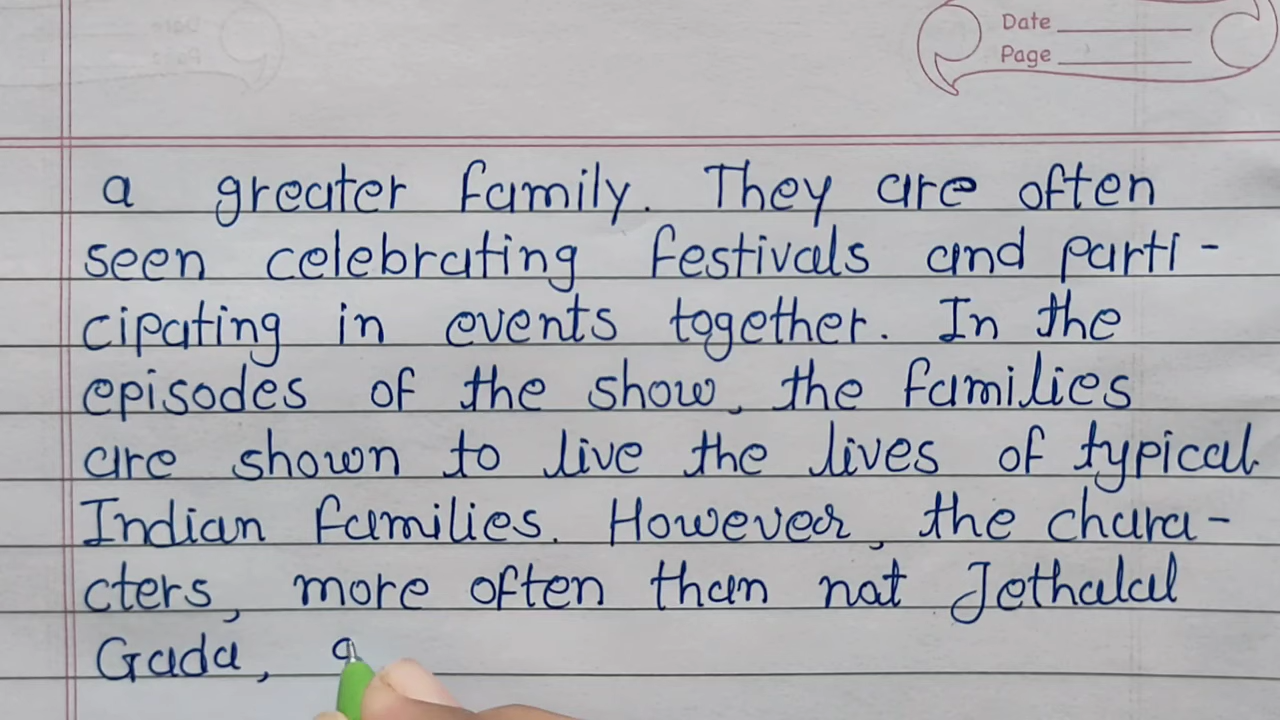 Date
Page
a greater family. They are often
seen celebrating festivals and parti-
cipating in events together. In the
episodes of the show, the families
are shown to live the lives of typical
Indian families. However, the chara-
cters, more often than not Jethalal
Gada,